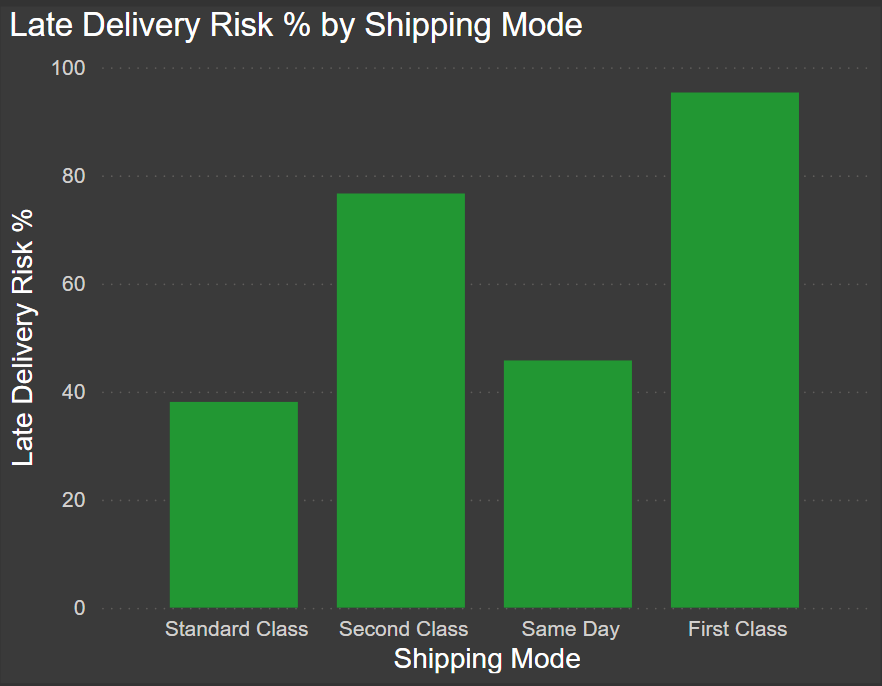 Late Delivery Risk % by Shipping Mode
100
80
60
40
20
0
Late Delivery Risk %
Standard Class Second Class Same Day First Class
Shipping Mode